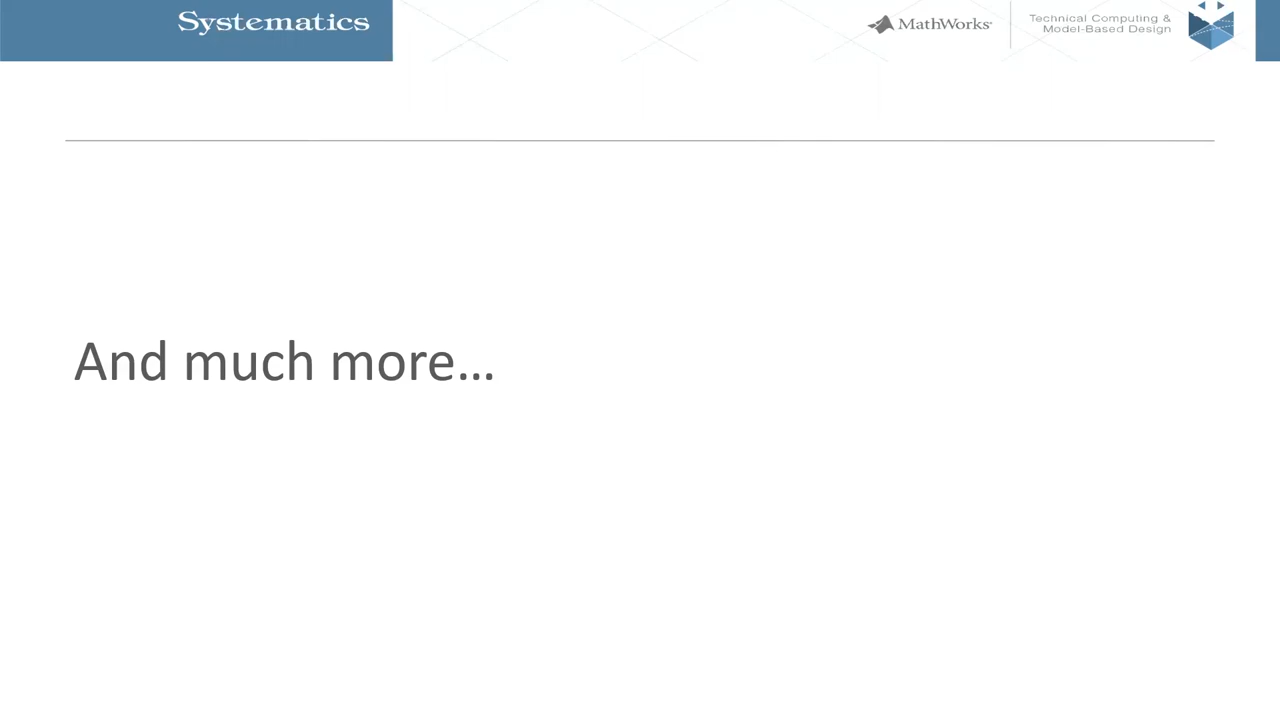 Systematics
MathWorks
Technical Computing &
Model-Based Design
And much more...